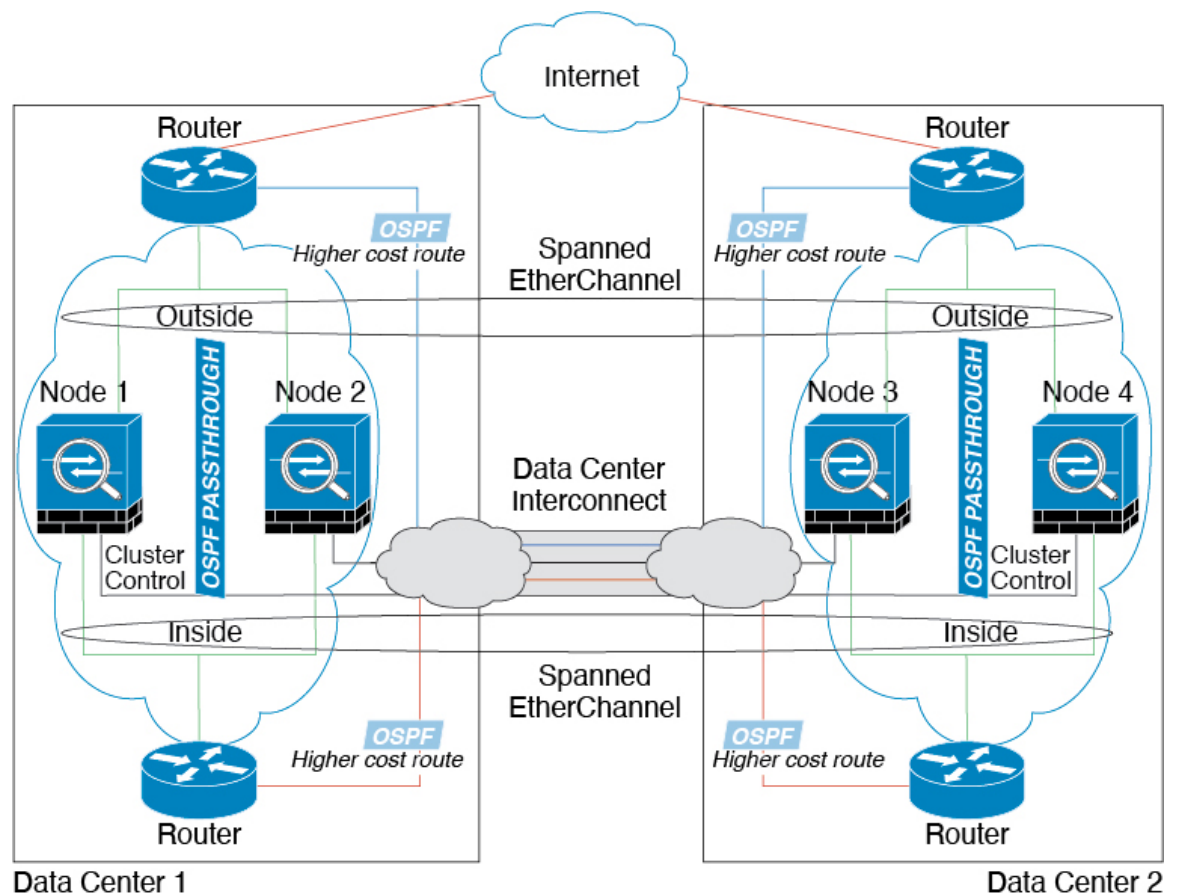 Internet
Router
Router
OSPF
Higher cost route
OSPF
Higher cost route
Spanned
EtherChannel
Outside
Outside
Node 1
Node 2
Node 3
Node 4
OSPF PASSTHROUGH
OSPF PASSTHROUGH
Data Center
Interconnect
Cluster
Control
Cluster
Control
Inside
Inside
Spanned
EtherChannel
OSPF
Higher cost route
OSPF
Higher cost route
Router
Router
Data Center 1
Data Center 2